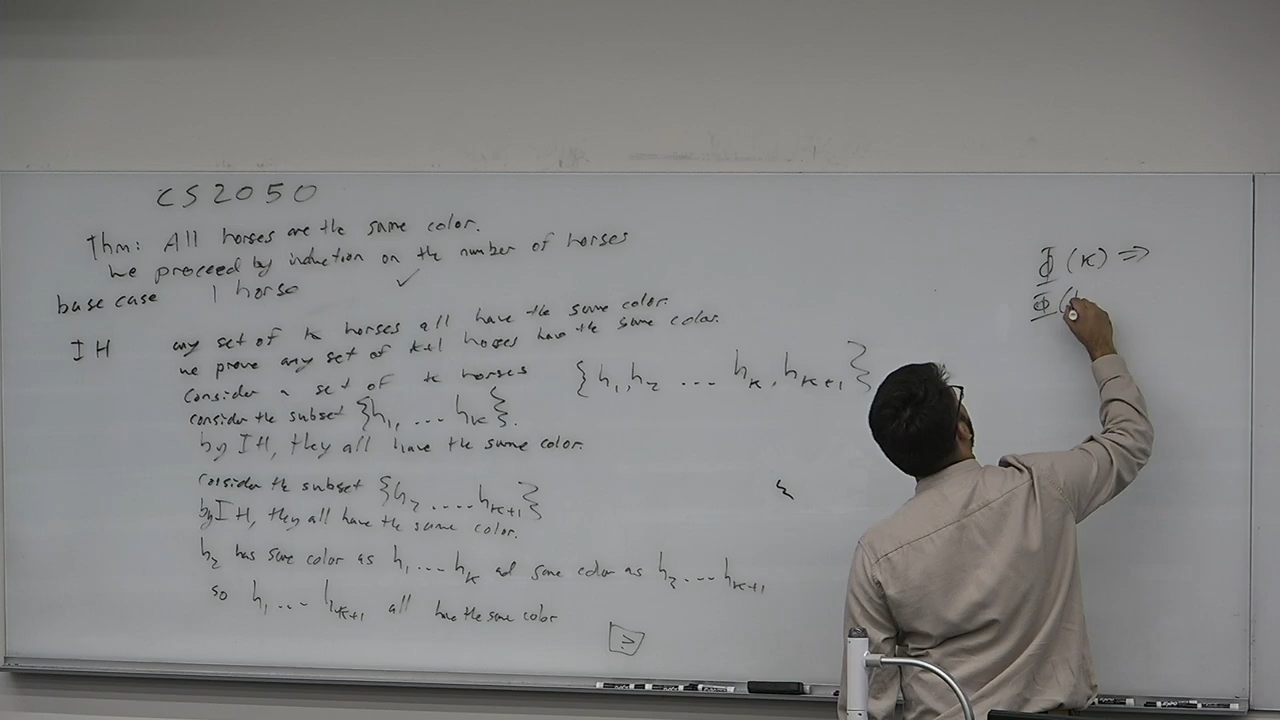 CS2050
Thm: All horses are the same color.
We proceed by induction on the number of horses
base case 1 horse ✓
IH any set of k horses all have the same color.
we prove any set of k+1 horses have the same color.
Consider a set of k horses {h₁, h₂ ... hₖ, hₖ₊₁}
consider the subset {h₁, ... hₖ}.
by IH, they all have the same color.
consider the subset {h₂ .... hₖ₊₁}
by IH, they all have the same color.
h₂ has same color as h₁ ... hₖ ad same color as h₂ ... hₖ₊₁
so h₁ ... hₖ₊₁ all have the same color
?
Φ(k) ⇒
Φ(